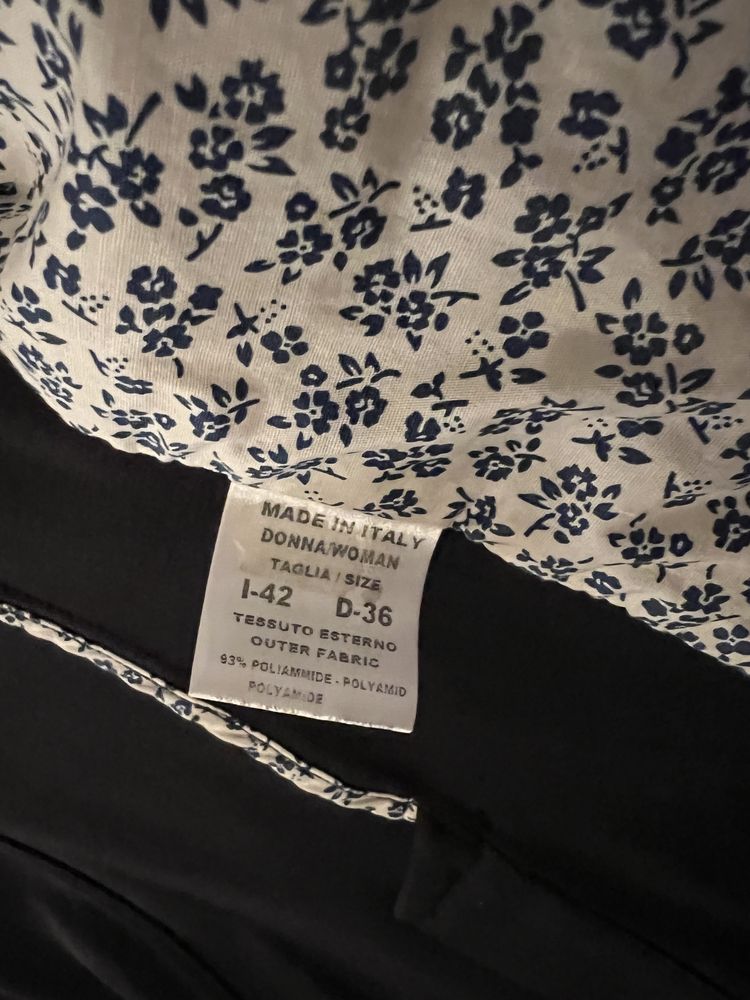 MADE IN ITALY
DONNA/WOMAN
TAGLIA / SIZE
I-42 D-36
TESSUTO ESTERNO
OUTER FABRIC
93% POLIAMMIDE - POLYAMID
POLYAMIDE